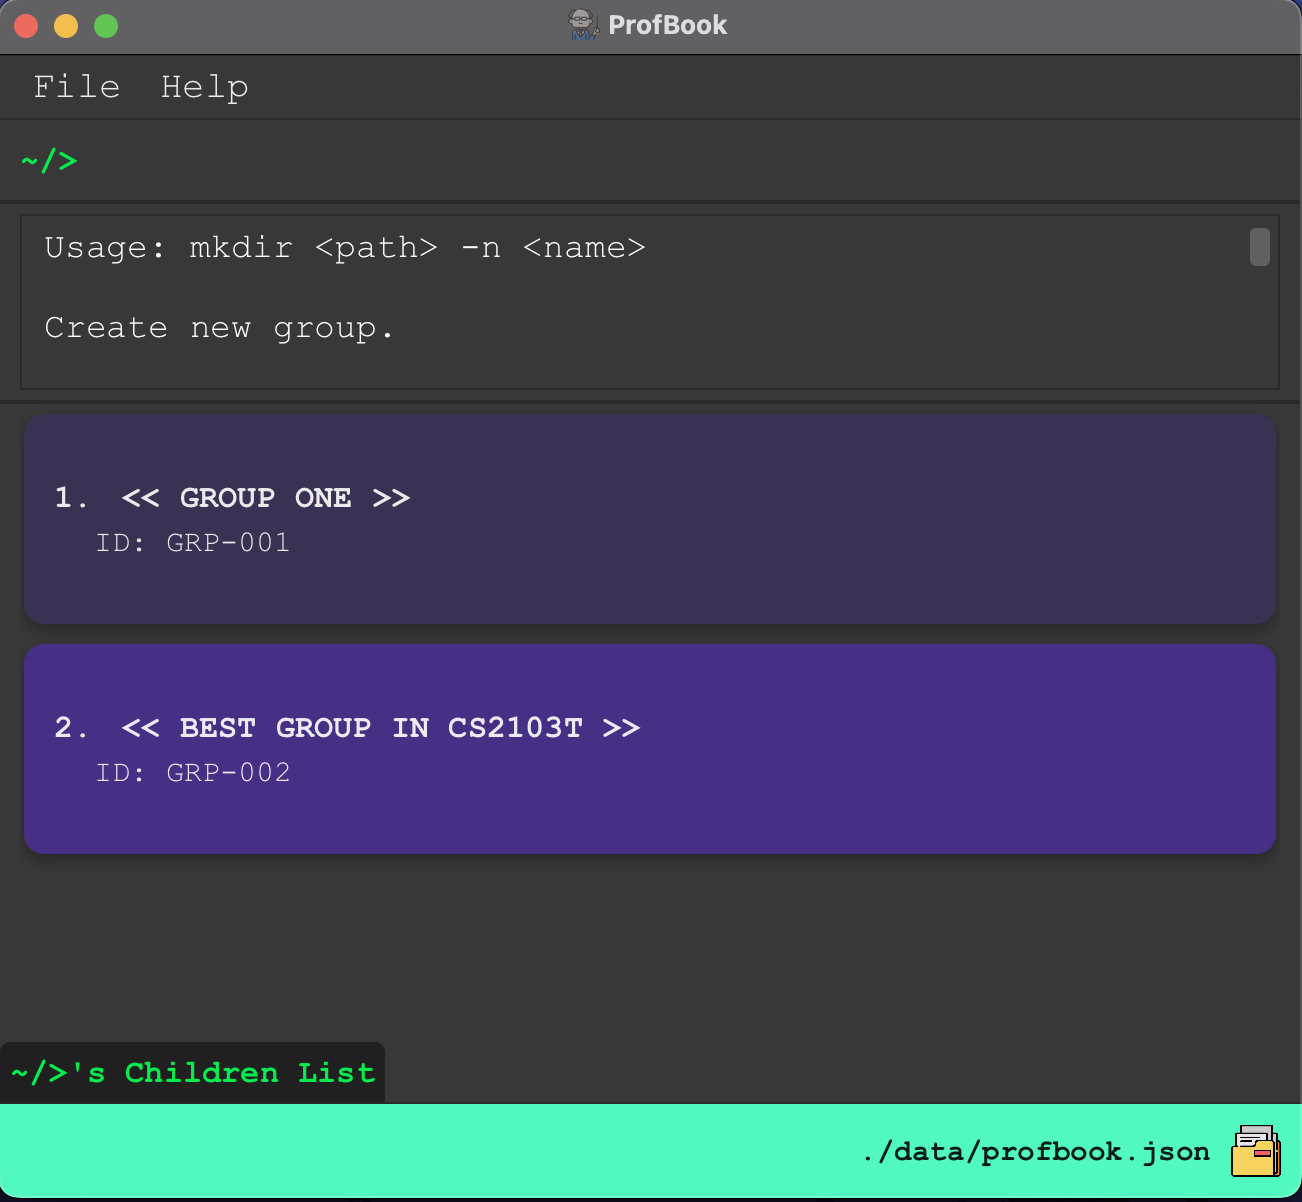 ProfBook
File Help
~/>
Usage: mkdir <path> -n <name>
Create new group.
1. << GROUP ONE >>
ID: GRP-001
2. << BEST GROUP IN CS2103T >>
ID: GRP-002
~/>'s Children List
./data/profbook.json